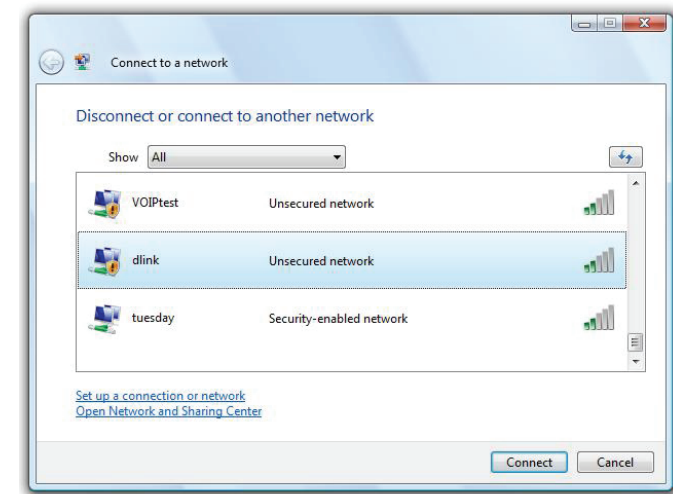 Connect to a network
Disconnect or connect to another network
Show All
VOIPtest Unsecured network
dlink Unsecured network
tuesday Security-enabled network
Set up a connection or network
Open Network and Sharing Center
Connect Cancel